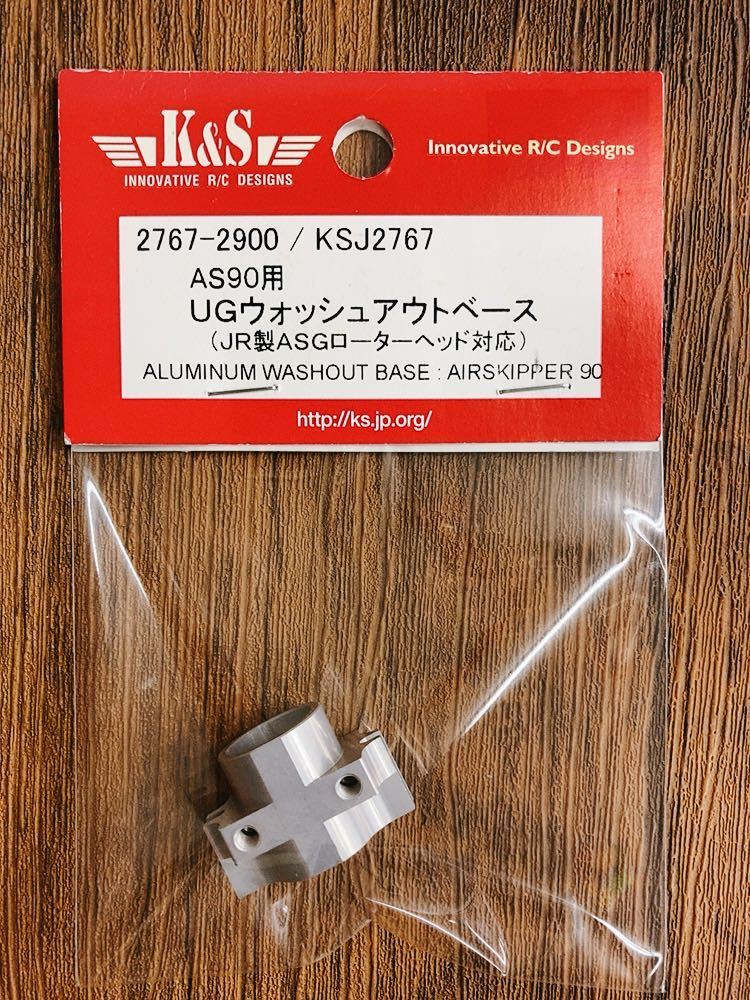 K&S
INNOVATIVE R/C DESIGNS
Innovative R/C Designs
2767-2900 / KSJ2767
AS90用
UGウォッシュアウトベース
(JR製ASGローターヘッド対応)
ALUMINUM WASHOUT BASE : AIRSKIPPER 90
http://ks.jp.org/